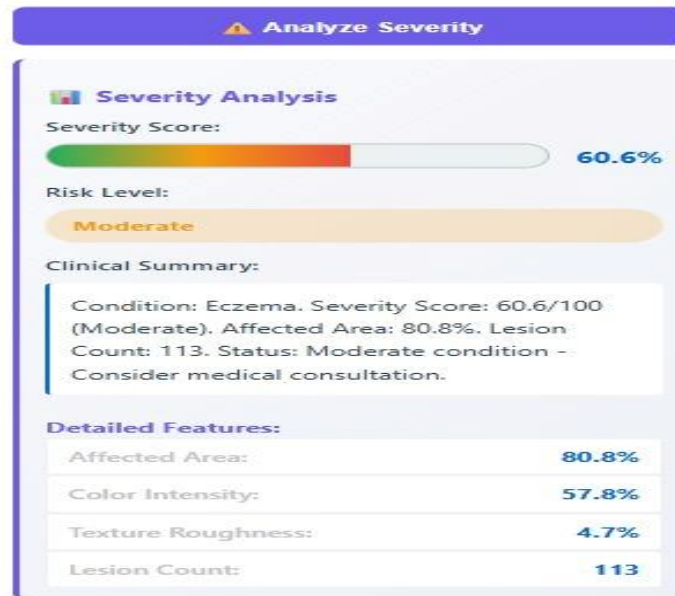 Analyze Severity
Severity Analysis
Severity Score:
60.6%
Risk Level:
Moderate
Clinical Summary:
Condition: Eczema. Severity Score: 60.6/100
(Moderate). Affected Area: 80.8%. Lesion
Count: 113. Status: Moderate condition -
Consider medical consultation.
Detailed Features:
Affected Area: 80.8%
Color Intensity: 57.8%
Texture Roughness: 4.7%
Lesion Count: 113